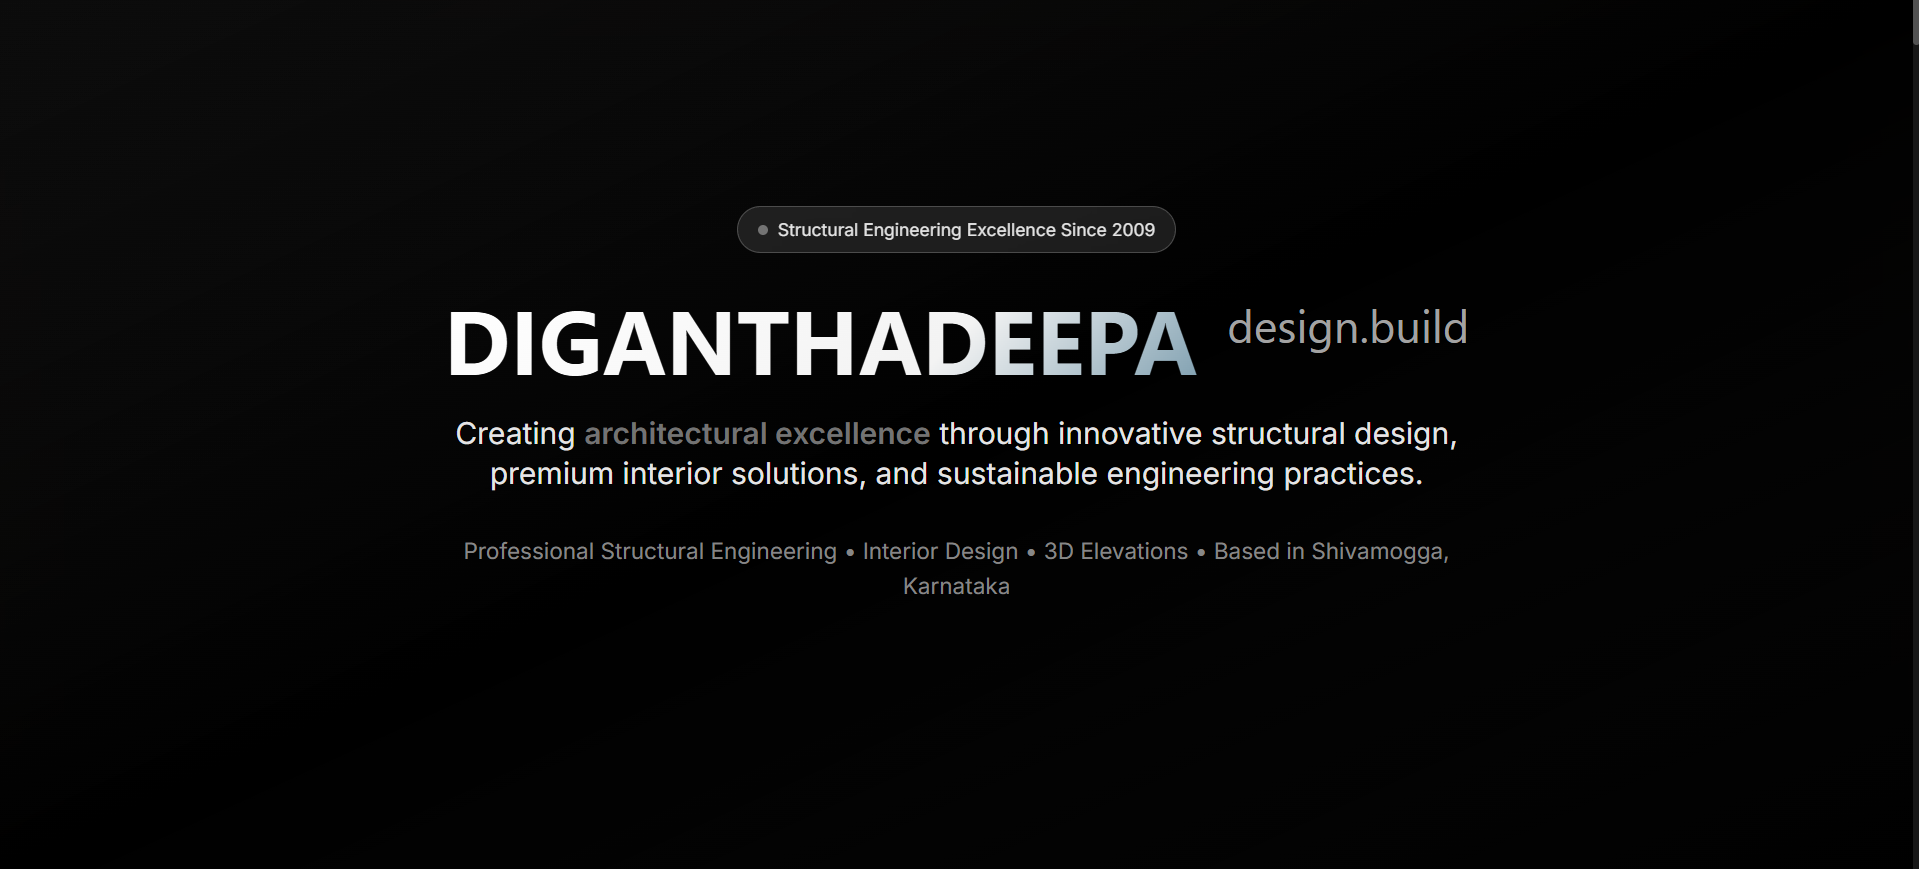 Structural Engineering Excellence Since 2009
DIGANTHADEEPA design.build
Creating architectural excellence through innovative structural design,
premium interior solutions, and sustainable engineering practices.
Professional Structural Engineering • Interior Design • 3D Elevations • Based in Shivamogga,
Karnataka